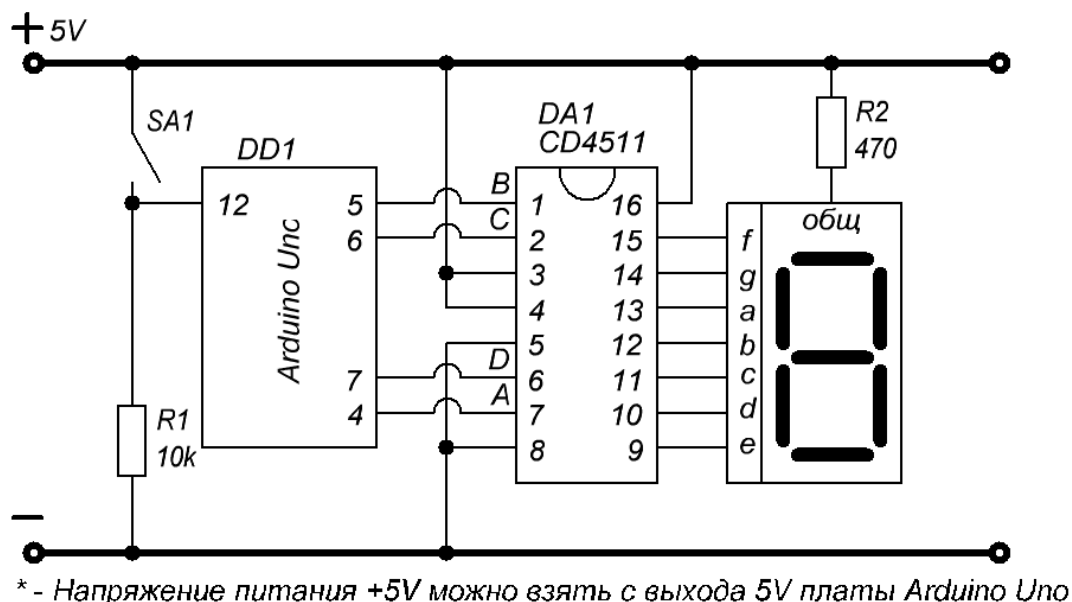 + 5V
SA1
DD1
DA1
CD4511
R2
470
12
5
6
7
4
Arduino Uno
B
C
D
A
1
2
3
4
5
6
7
8
16
15
14
13
12
11
10
9
общ
f
g
a
b
c
d
e
R1
10k
−
* - Напряжение питания +5V можно взять с выхода 5V платы Arduino Uno